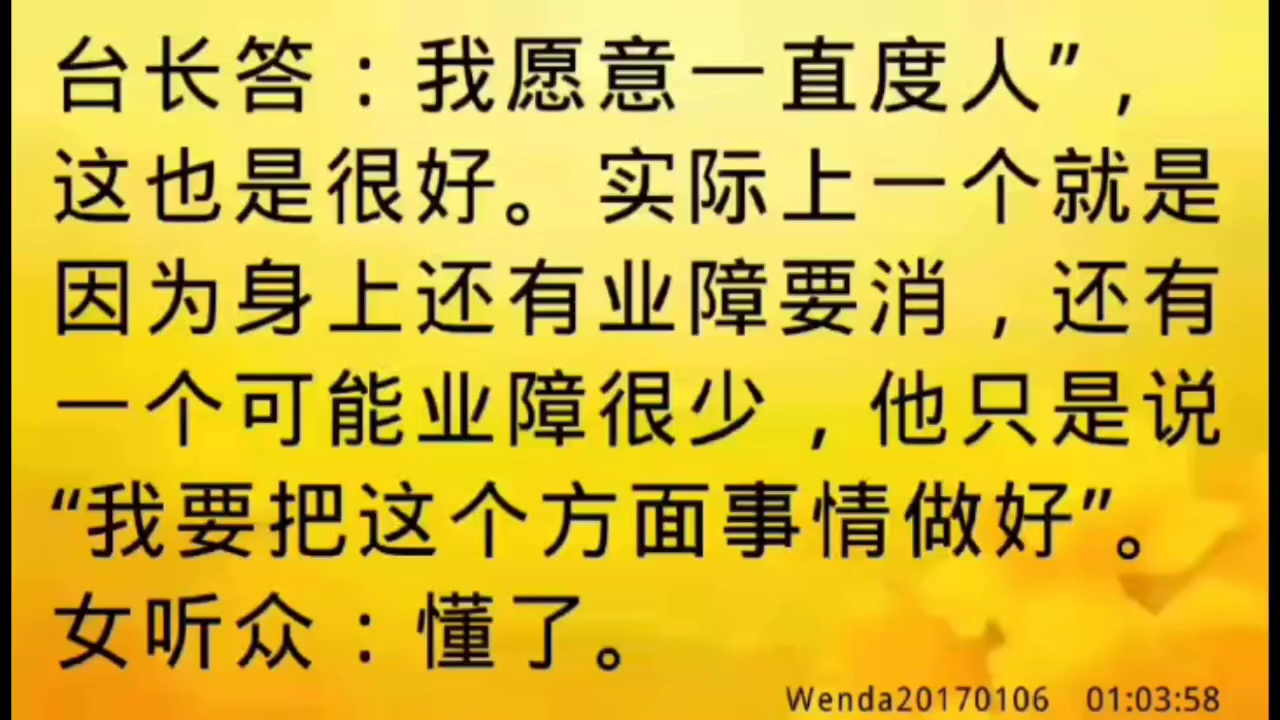 台长答：我愿意一直度人”，
这也是很好。实际上一个就是
因为身上还有业障要消，还有
一个可能业障很少，他只是说
“我要把这个方面事情做好”。
女听众：懂了。
Wenda20170106 01:03:58